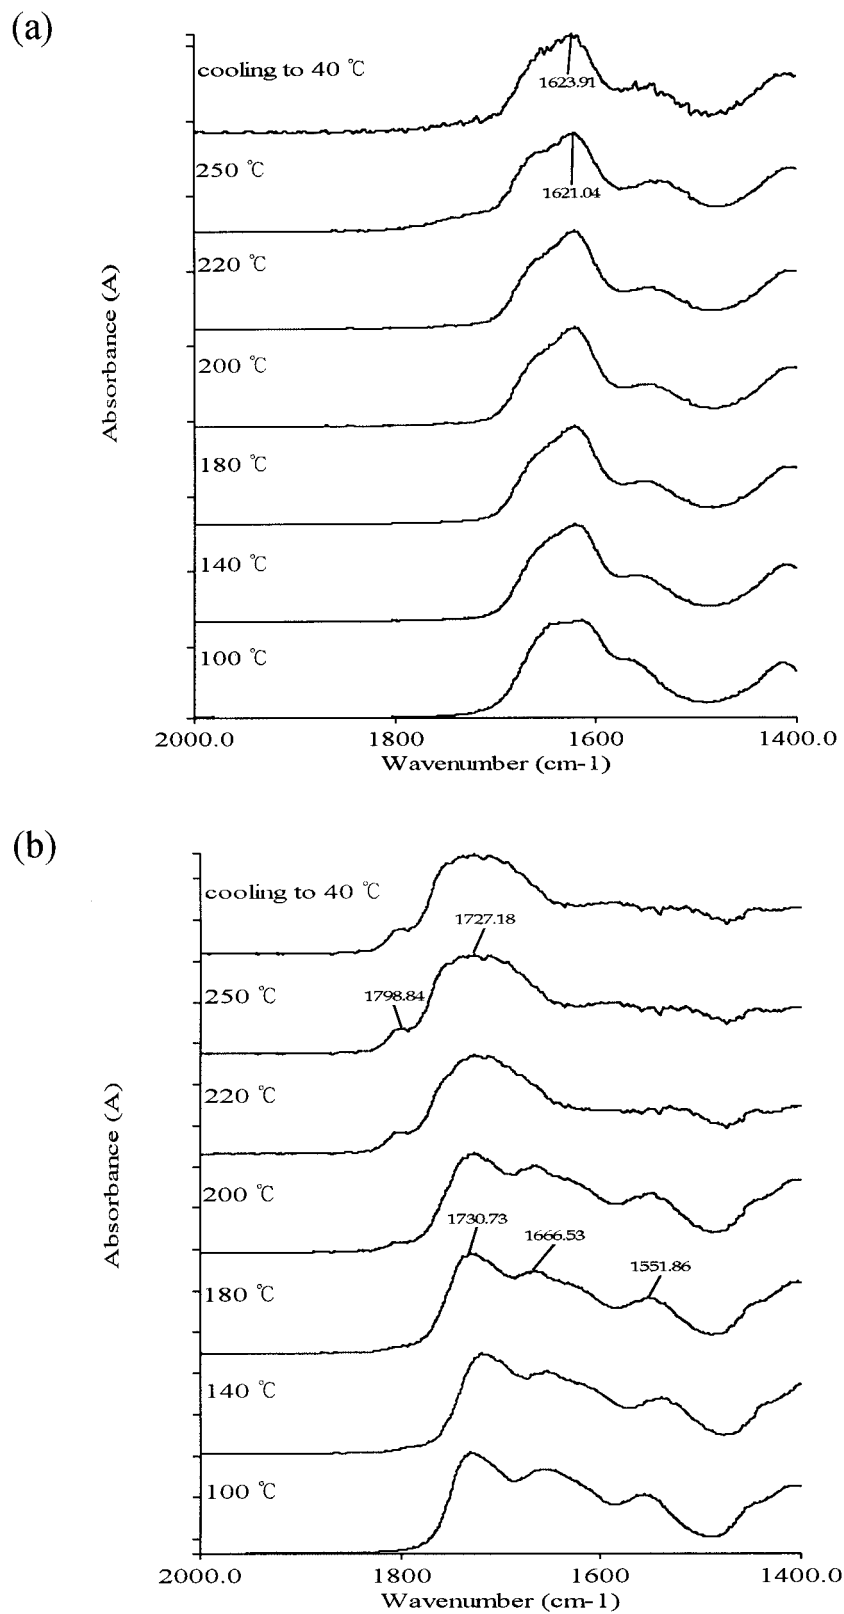 (a)
cooling to 40 ℃
1623.91
250 ℃
1621.04
220 ℃
200 ℃
180 ℃
140 ℃
100 ℃
Absorbance (A)
2000.0 1800 1600 1400.0
Wavenumber (cm-1)
(b)
cooling to 40 ℃
1727.18
250 ℃
1798.84
220 ℃
200 ℃
1730.73
1666.53
1551.86
180 ℃
140 ℃
100 ℃
Absorbance (A)
2000.0 1800 1600 1400.0
Wavenumber (cm-1)